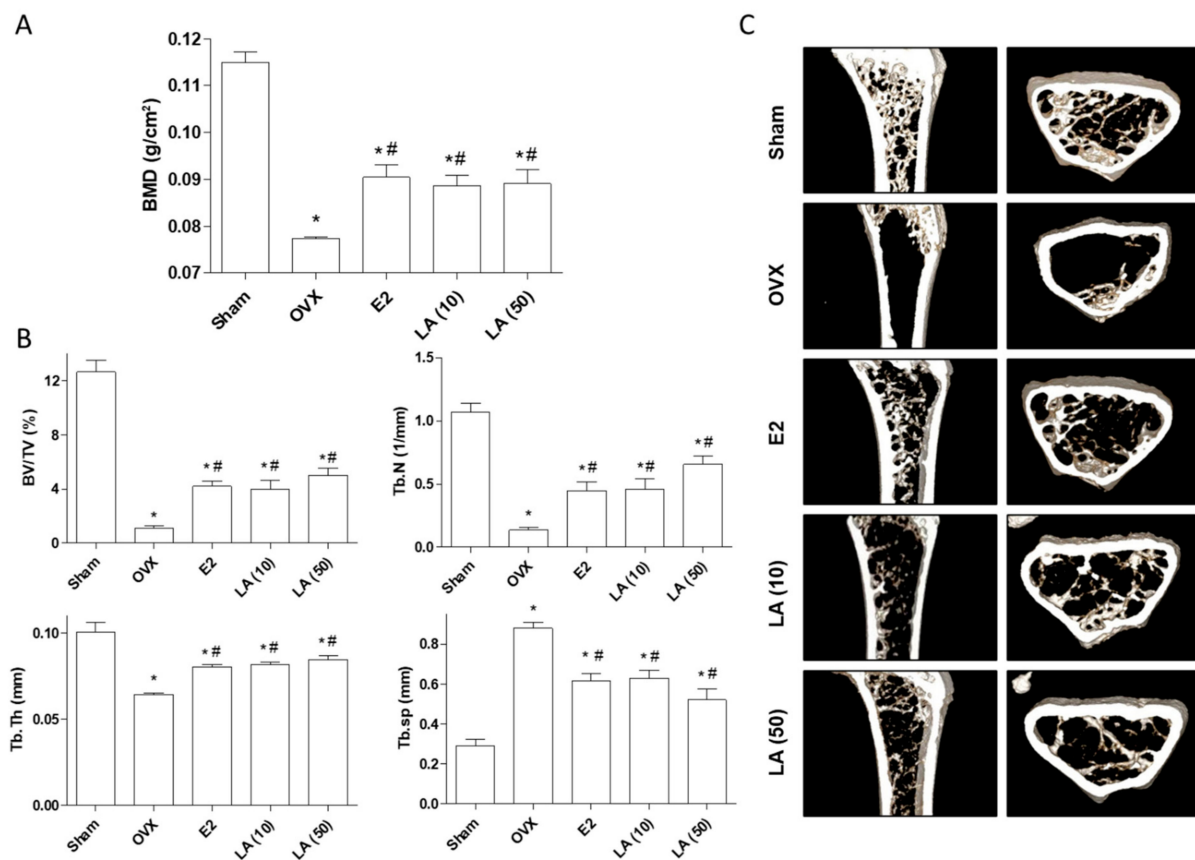 A
BMD (g/cm²)
0.12
0.11
0.10
0.09
0.08
0.07
*
*#
*#
*#
Sham
OVX
E2
LA (10)
LA (50)
B
BV/TV (%)
12
8
4
0
*
*#
*#
*#
Sham
OVX
E2
LA (10)
LA (50)
Tb.N (1/mm)
1.5
1.0
0.5
0.0
*
*#
*#
*#
Sham
OVX
E2
LA (10)
LA (50)
Tb.Th (mm)
0.10
0.05
0.00
*
*#
*#
*#
Sham
OVX
E2
LA (10)
LA (50)
Tb.sp (mm)
0.8
0.6
0.4
0.2
0.0
*
*#
*#
*#
Sham
OVX
E2
LA (10)
LA (50)
C
Sham
OVX
E2
LA (10)
LA (50)